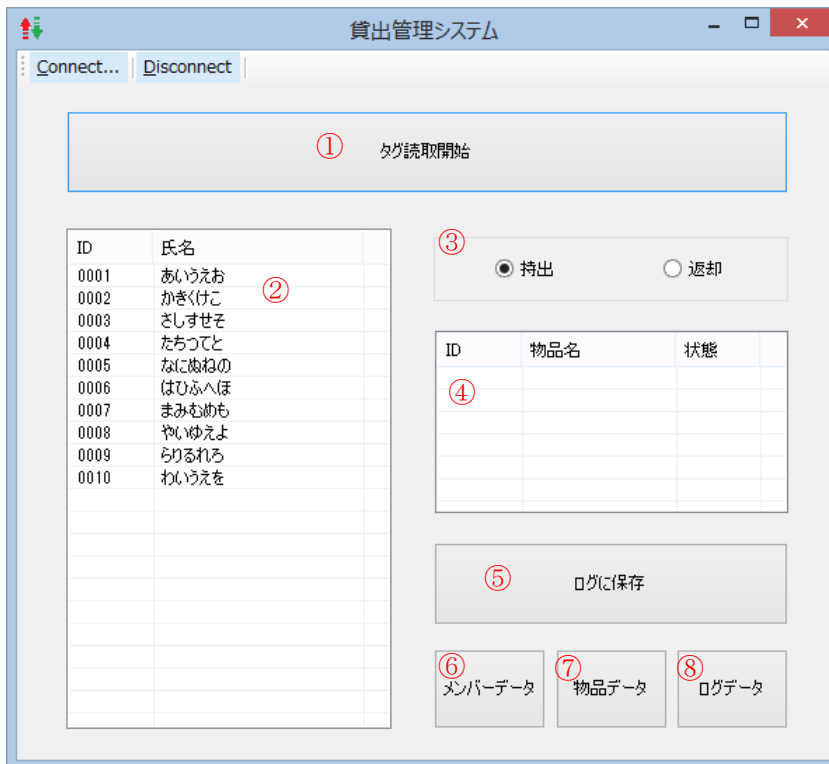 貸出管理システム
Connect... Disconnect
① タグ読取開始
ID 氏名
0001 あいうえお
②
0002 かきくけこ
0003 さしすせそ
0004 たちつてと
0005 なにぬねの
0006 はひふへほ
0007 まみむめも
0008 やいゆえよ
0009 らりるれろ
0010 わいうえを
③
持出 返却
ID 物品名 状態
④
⑤ ログに保存
⑥ メンバーデータ
⑦ 物品データ
⑧ ログデータ